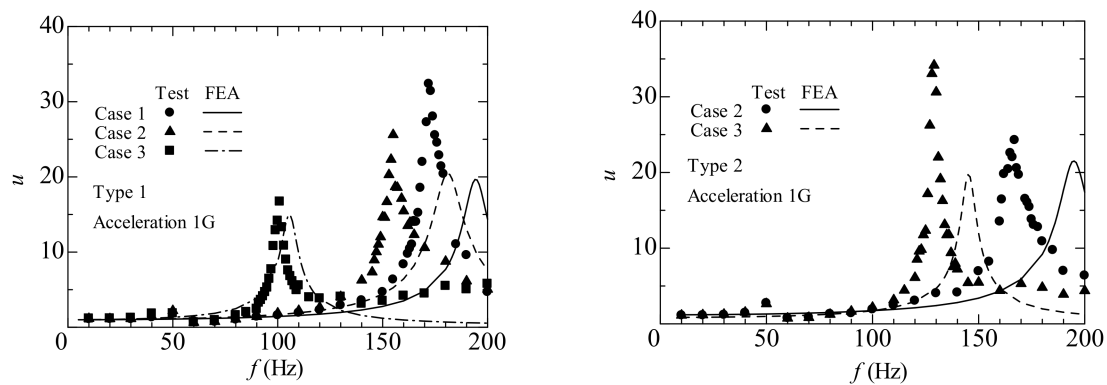 40
30
20
10
u
Test FEA
Case 1
Case 2
Case 3
Type 1
Acceleration 1G
0 50 100 150 200
f (Hz)
40
30
20
10
u
Test FEA
Case 2
Case 3
Type 2
Acceleration 1G
0 50 100 150 200
f (Hz)